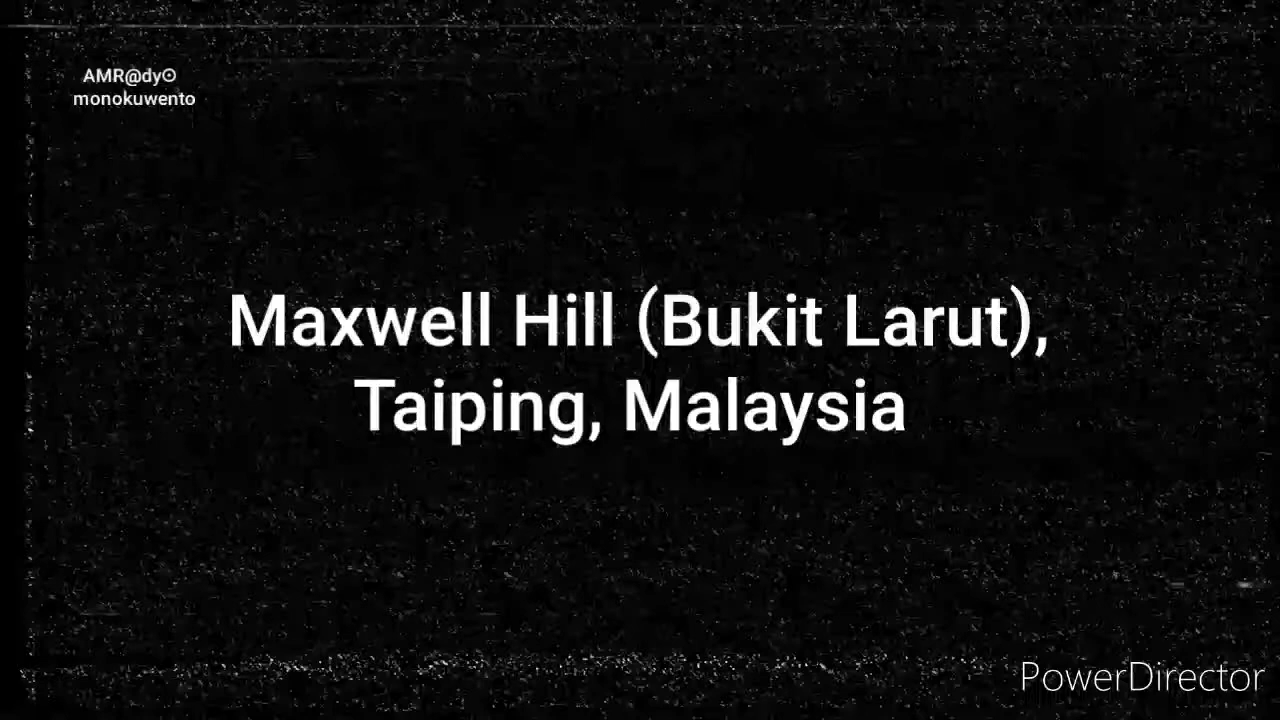 AMR@dy⊙
monokuwento
Maxwell Hill (Bukit Larut),
Taiping, Malaysia
PowerDirector